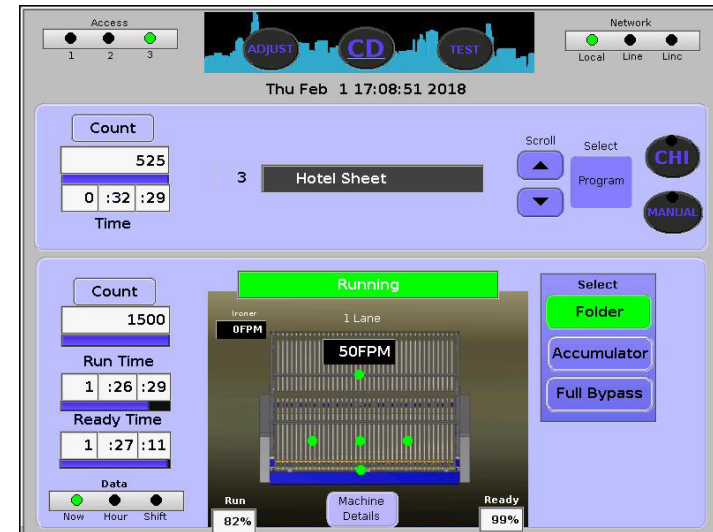 Access
1 2 3
ADJUST
CD
TEST
Network
Local Line Linc
Thu Feb 1 17:08:51 2018
Count
525
0 :32 :29
Time
3
Hotel Sheet
Scroll
Select
Program
CHI
MANUAL
Count
1500
Run Time
1 :26 :29
Ready Time
1 :27 :11
Data
Now Hour Shift
Running
Ironer
0FPM
1 Lane
50FPM
Run
82%
Machine
Details
Ready
99%
Select
Folder
Accumulator
Full Bypass